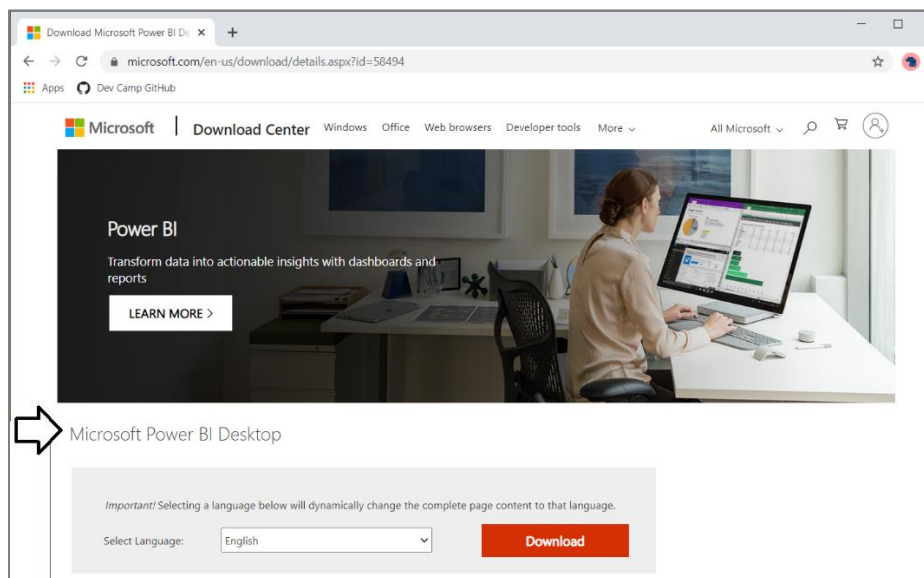 Download Microsoft Power BI De
microsoft.com/en-us/download/details.aspx?id=58494
Apps Dev Camp GitHub
Microsoft Download Center Windows Office Web browsers Developer tools More All Microsoft
Power BI
Transform data into actionable insights with dashboards and
reports
LEARN MORE >
Microsoft Power BI Desktop
Important! Selecting a language below will dynamically change the complete page content to that language.
Select Language: English Download